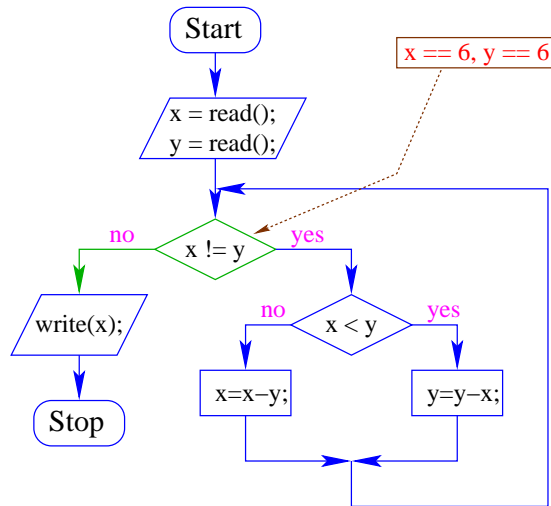 Start
x == 6, y == 6
x = read();
y = read();
no
x != y
yes
write(x);
no
x < y
yes
x=x−y;
y=y−x;
Stop